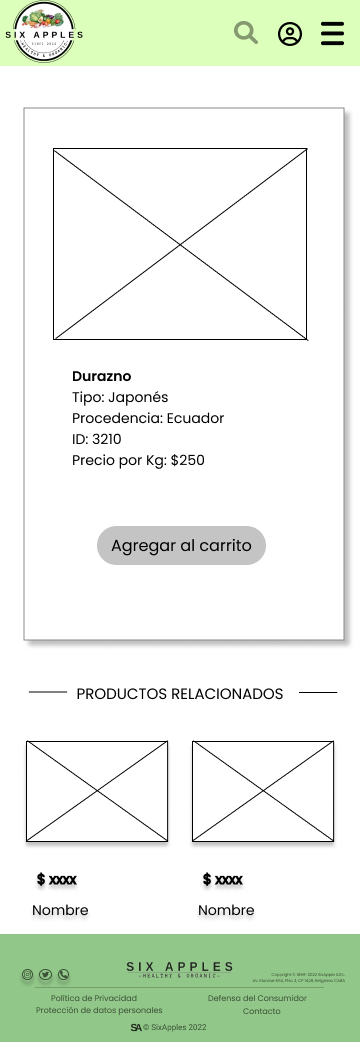 SIX APPLES
SINCE 2022
HEALTHY & ORGANIC
Durazno
Tipo: Japonés
Procedencia: Ecuador
ID: 3210
Precio por Kg: $250
Agregar al carrito
PRODUCTOS RELACIONADOS
$ xxxx
$ xxxx
Nombre
Nombre
SIX APPLES
-HEALTHY & ORGANIC-
Política de Privacidad
Defensa del Consumidor
Protección de datos personales
Contacto
SA © SixApples 2022